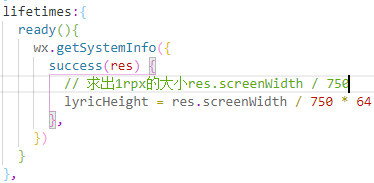 lifetimes:{
ready(){
wx.getSystemInfo({
success(res) {
// 求出1rpx的大小res.screenWidth / 750
lyricHeight = res.screenWidth / 750 * 64
},
})
}
},